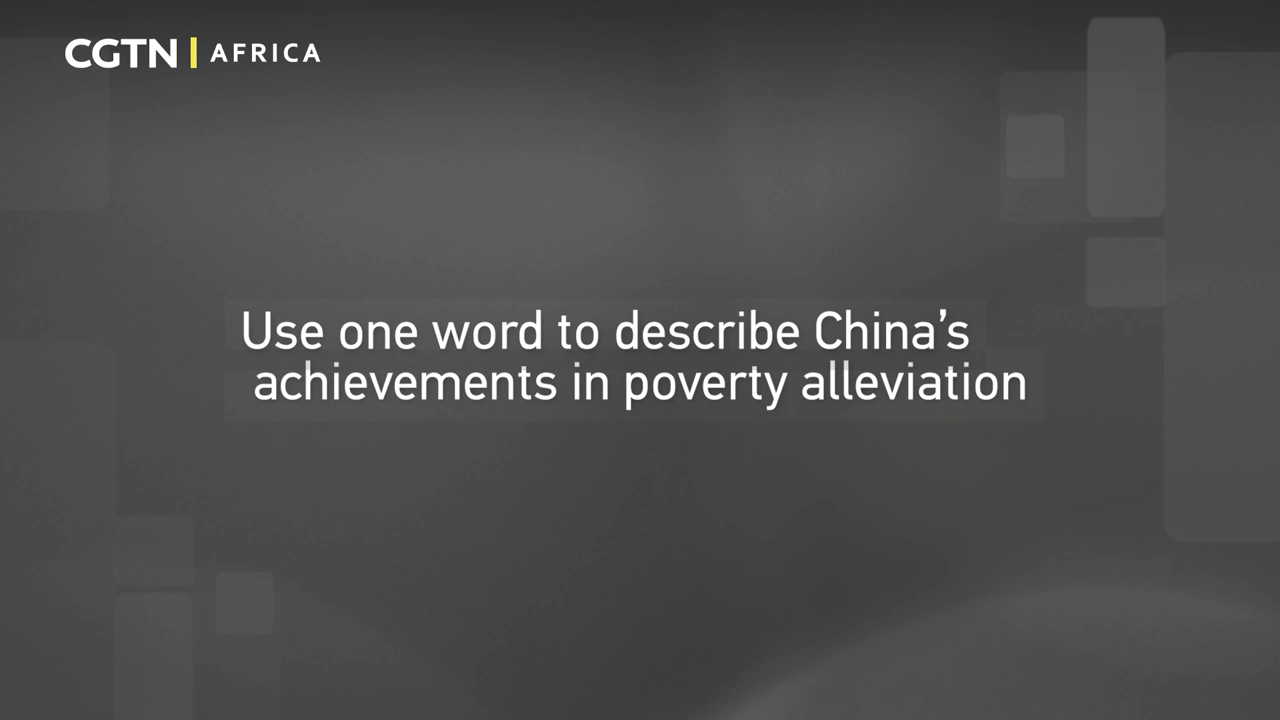 CGTN | AFRICA
Use one word to describe China’s
achievements in poverty alleviation